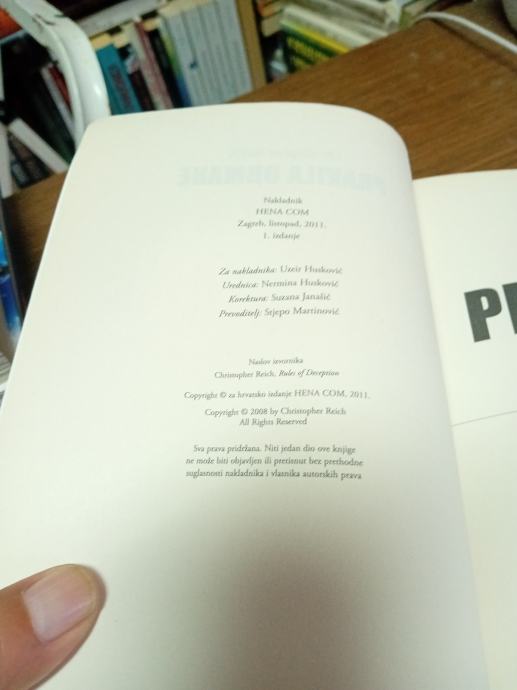 Nakladnik
HENA COM
Zagreb, listopad, 2011.
1. izdanje
Za nakladnika: Uzeir Husković
Urednica: Nermina Husković
Korektura: Suzana Janašić
Prevoditelj: Stjepo Martinović
Naslov izvornika
Christopher Reich, Rules of Deception
Copyright © za hrvatsko izdanje HENA COM, 2011.
Copyright © 2008 by Christopher Reich
All Rights Reserved
Sva prava pridržana. Niti jedan dio ove knjige
ne može biti objavljen ili pretisnut bez prethodne
suglasnosti nakladnika i vlasnika autorskih prava